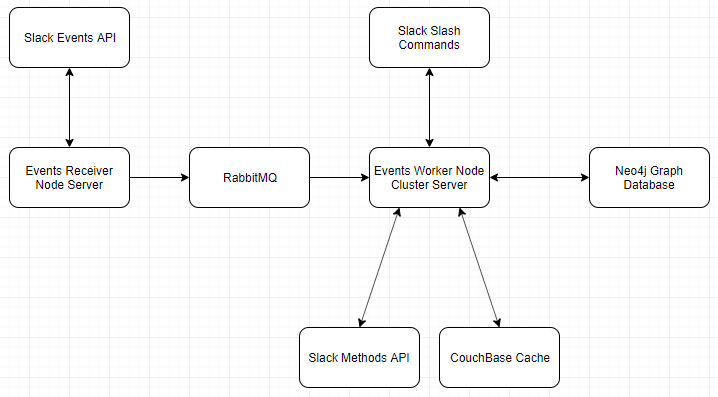 Slack Events API
Slack Slash
Commands
Events Receiver
Node Server
RabbitMQ
Events Worker Node
Cluster Server
Neo4j Graph
Database
Slack Methods API
CouchBase Cache